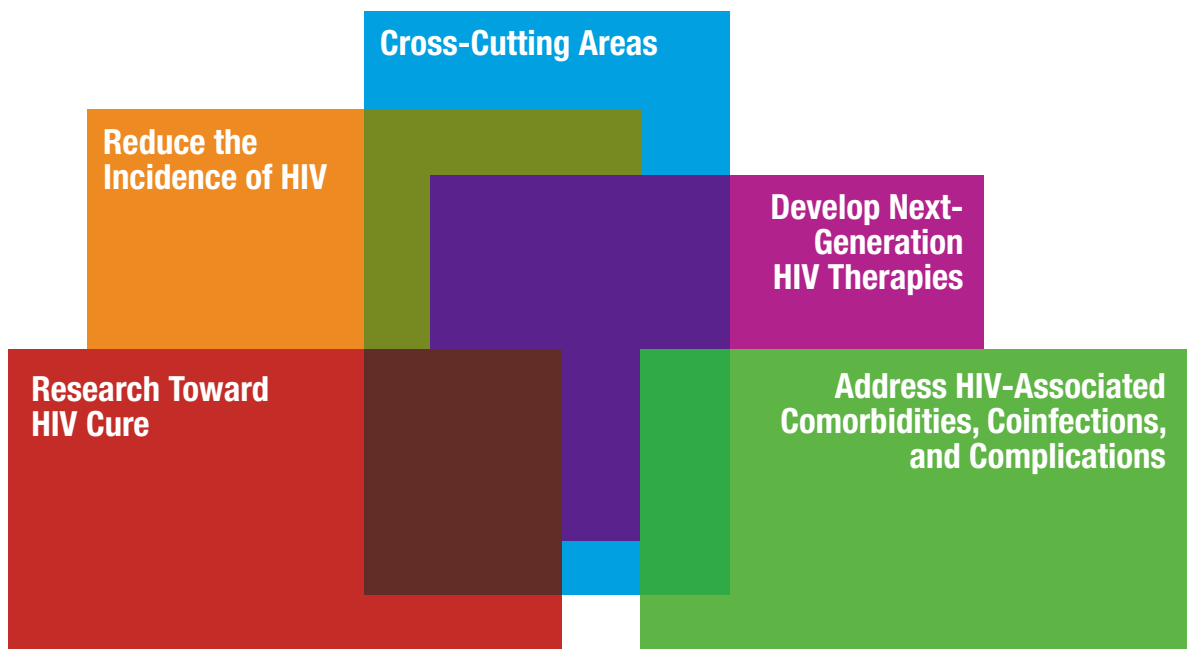 Cross-Cutting Areas
Reduce the
Incidence of HIV
Develop Next-
Generation
HIV Therapies
Research Toward
HIV Cure
Address HIV-Associated
Comorbidities, Coinfections,
and Complications